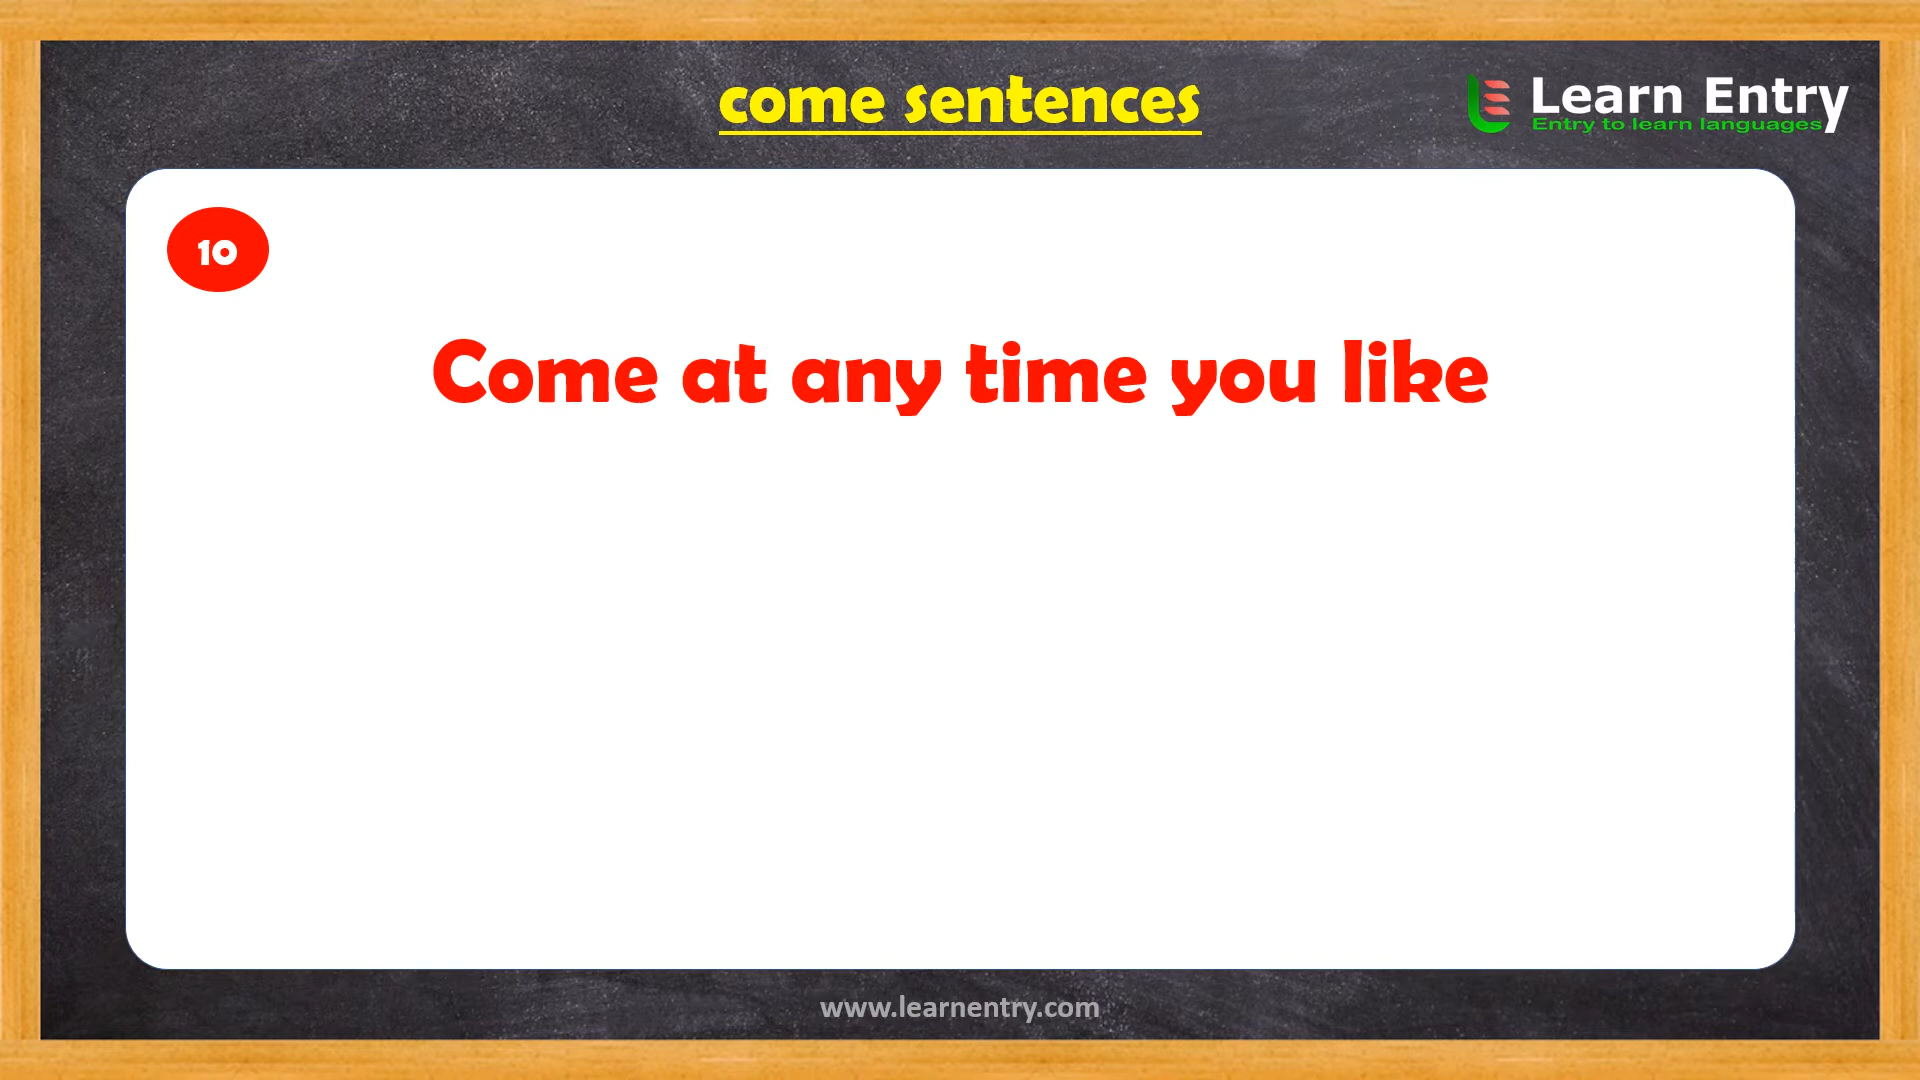 come sentences
Learn Entry
Entry to learn languages
10
Come at any time you like
www.learnentry.com